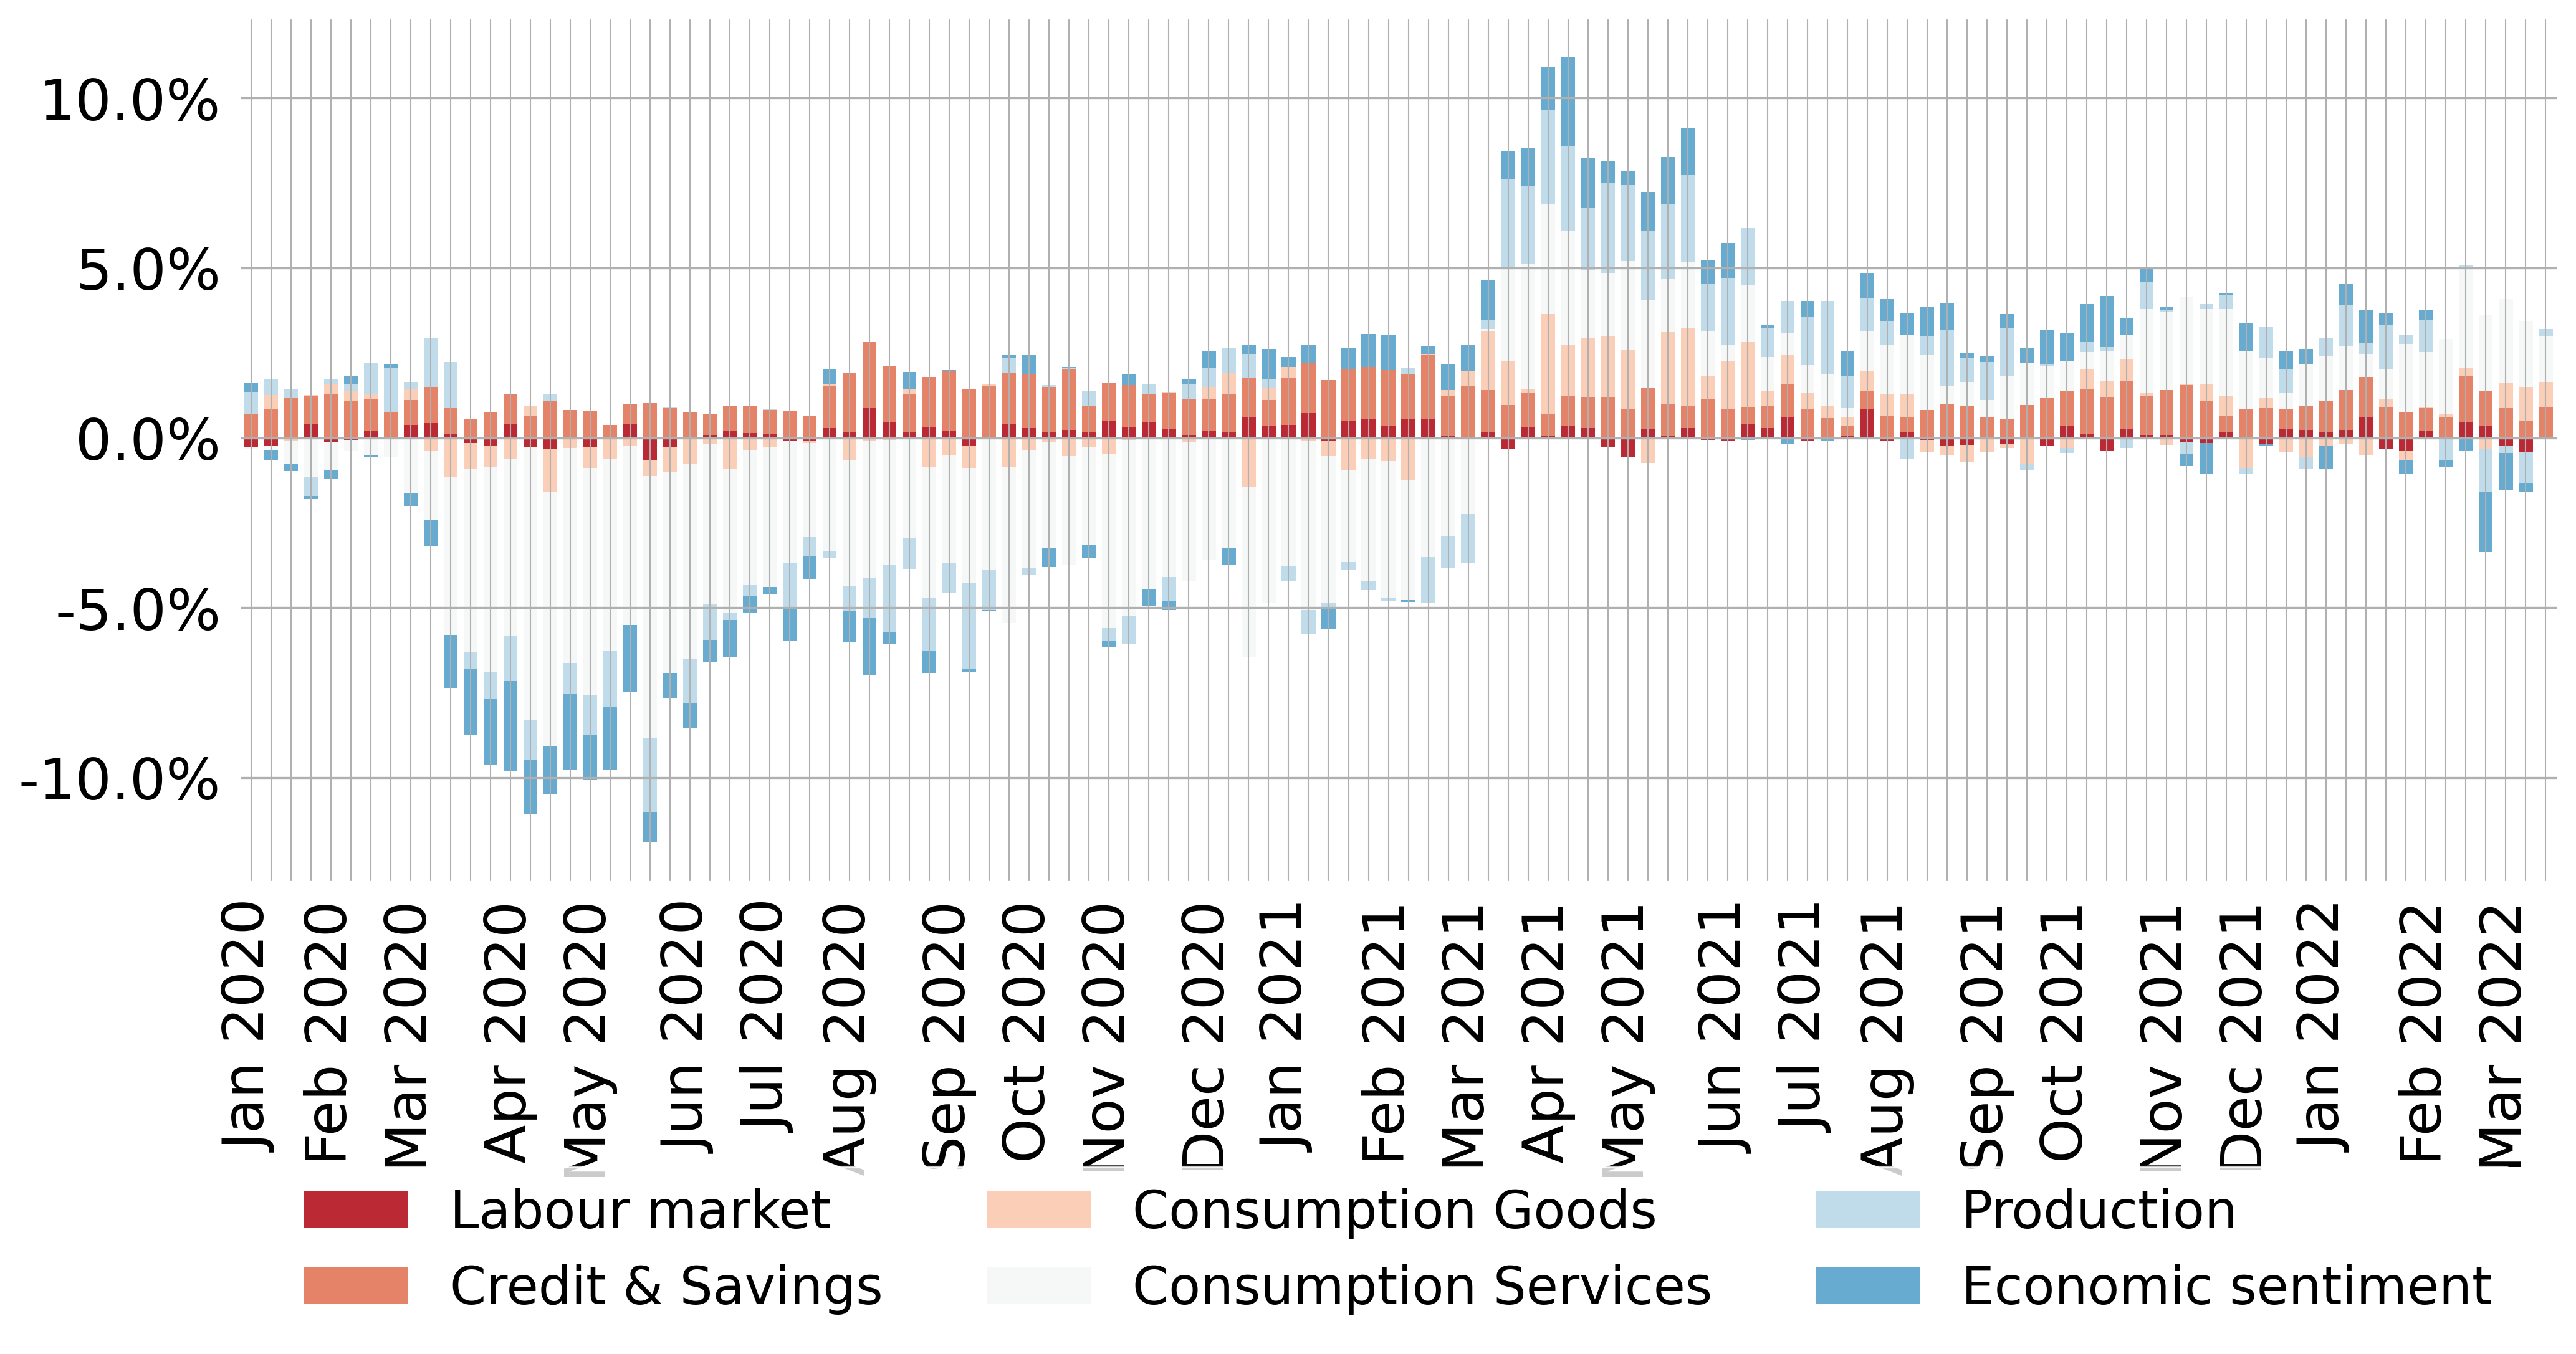 10.0%
5.0%
0.0%
-5.0%
-10.0%
Jan 2020
Feb 2020
Mar 2020
Apr 2020
May 2020
Jun 2020
Jul 2020
Aug 2020
Sep 2020
Oct 2020
Nov 2020
Dec 2020
Jan 2021
Feb 2021
Mar 2021
Apr 2021
May 2021
Jun 2021
Jul 2021
Aug 2021
Sep 2021
Oct 2021
Nov 2021
Dec 2021
Jan 2022
Feb 2022
Mar 2022
Labour market
Credit & Savings
Consumption Goods
Consumption Services
Production
Economic sentiment